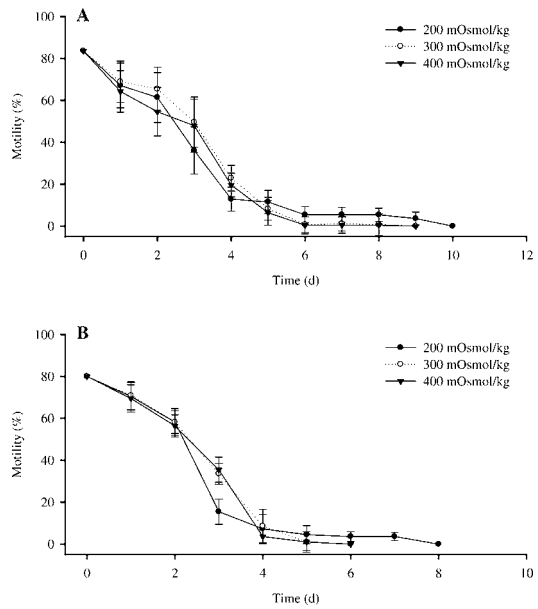 A
100
80
60
40
20
0
Motility (%)
200 mOsmol/kg
300 mOsmol/kg
400 mOsmol/kg
0 2 4 6 8 10 12
Time (d)
B
100
80
60
40
20
0
Motility (%)
200 mOsmol/kg
300 mOsmol/kg
400 mOsmol/kg
0 2 4 6 8 10
Time (d)